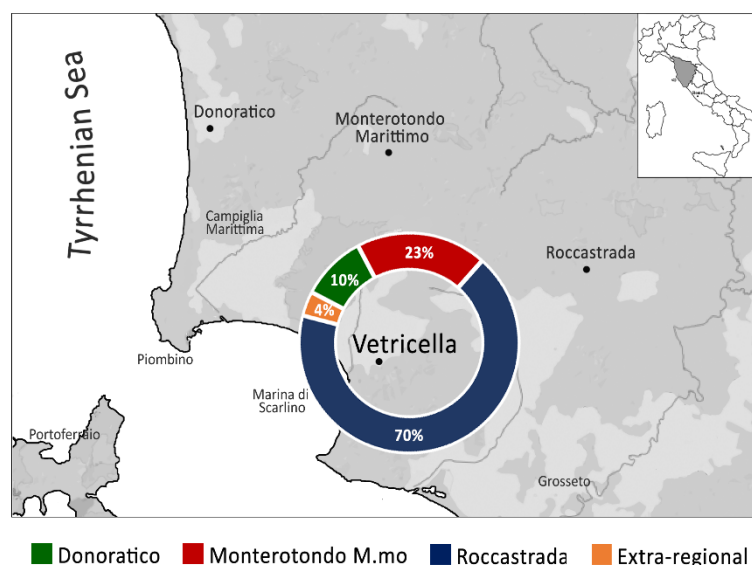 Tyrrhenian Sea
Donoratico
Monterotondo
Marittimo
Campiglia
Marittima
Roccastrada
23%
10%
4%
Vetricella
Piombino
Marina di
Scarlino
70%
Portoferraio
Grosseto
Donoratico
Monterotondo M.mo
Roccastrada
Extra-regional